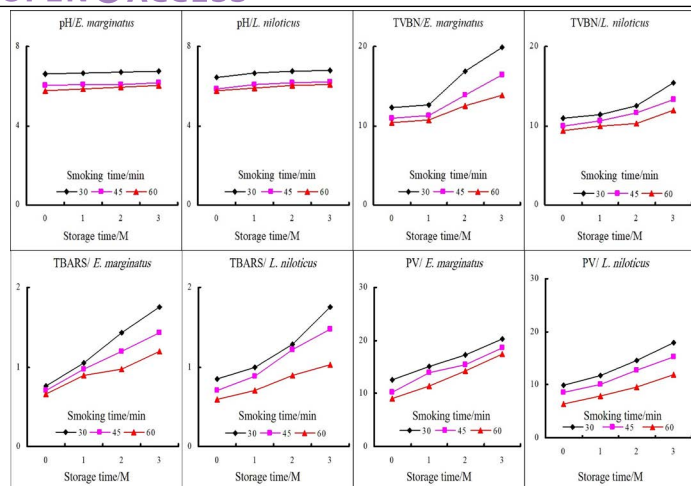 pH/E. marginatus
8
4
0
Smoking time/min
30 45 60
0 1 2 3
Storage time/M
pH/L. niloticus
8
4
0
Smoking time/min
30 45 60
0 1 2 3
Storage time/M
TVBN/E. marginatus
20
10
0
Smoking time/min
30 45 60
0 1 2 3
Storage time/M
TVBN/L. niloticus
20
10
0
Smoking time/min
30 45 60
0 1 2 3
Storage time/M
TBARS/ E. marginatus
2
1
0
Smoking time/min
30 45 60
0 1 2 3
Storage time/M
TBARS/ L. niloticus
2
1
0
Smoking time/min
30 45 60
0 1 2 3
Storage time/M
PV/ E. marginatus
30
20
10
0
Smoking time/min
30 45 60
0 1 2 3
Storage time/M
PV/ L. niloticus
30
20
10
0
Smoking time/min
30 45 60
0 1 2 3
Storage time/M